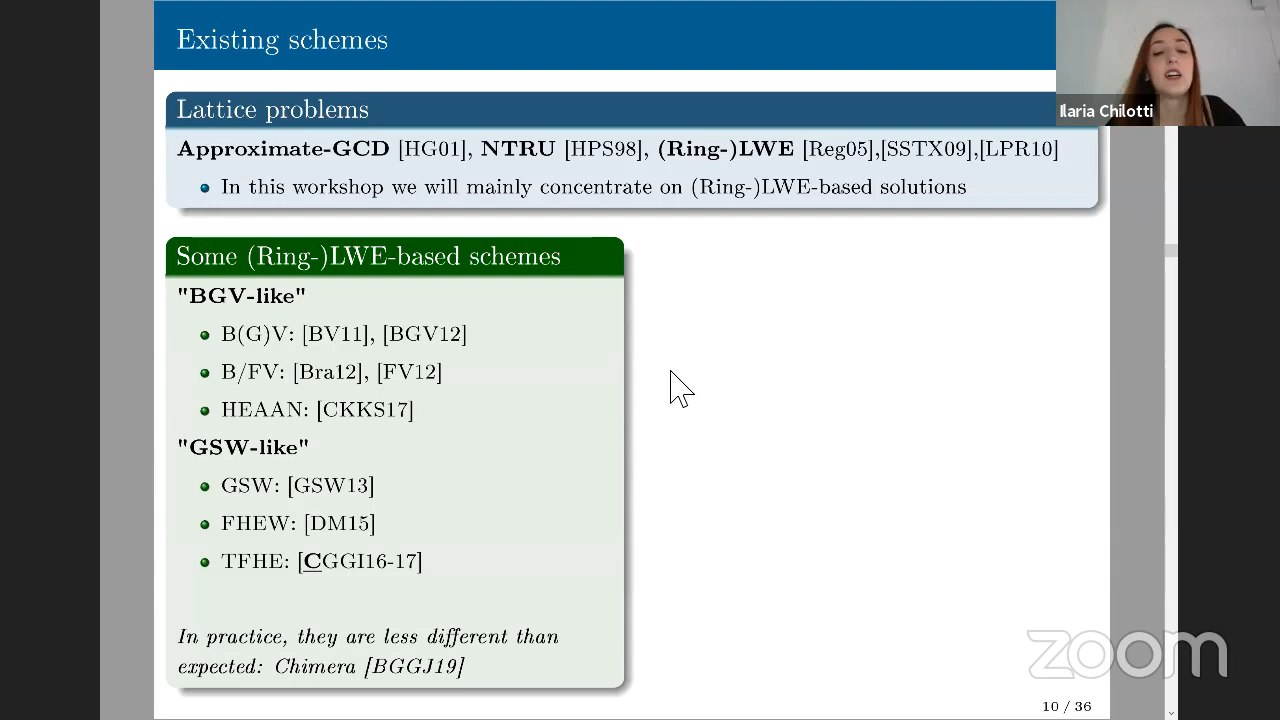 Existing schemes
Ilaria Chilotti
Lattice problems
Approximate-GCD [HG01], NTRU [HPS98], (Ring-)LWE [Reg05],[SSTX09],[LPR10]
In this workshop we will mainly concentrate on (Ring-)LWE-based solutions
Some (Ring-)LWE-based schemes
"BGV-like"
B(G)V: [BV11], [BGV12]
B/FV: [Bra12], [FV12]
HEAAN: [CKKS17]
"GSW-like"
GSW: [GSW13]
FHEW: [DM15]
TFHE: [CGGI16-17]
In practice, they are less different than
expected: Chimera [BGGJ19]
zoom
10 / 36